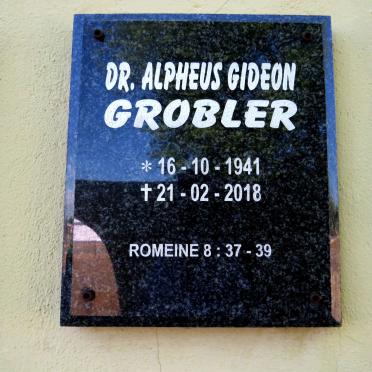 DR. ALPHEUS GIDEON
GROBLER
* 16 - 10 - 1941
✝ 21 - 02 - 2018
ROMEINE 8 : 37 - 39